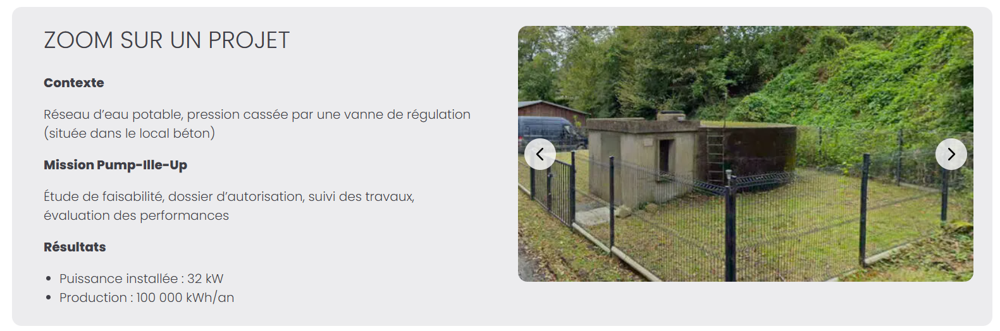 ZOOM SUR UN PROJET
Contexte
Réseau d’eau potable, pression cassée par une vanne de régulation
(située dans le local béton)
Mission Pump-Ille-Up
Étude de faisabilité, dossier d’autorisation, suivi des travaux,
évaluation des performances
Résultats
• Puissance installée : 32 kW
• Production : 100 000 kWh/an